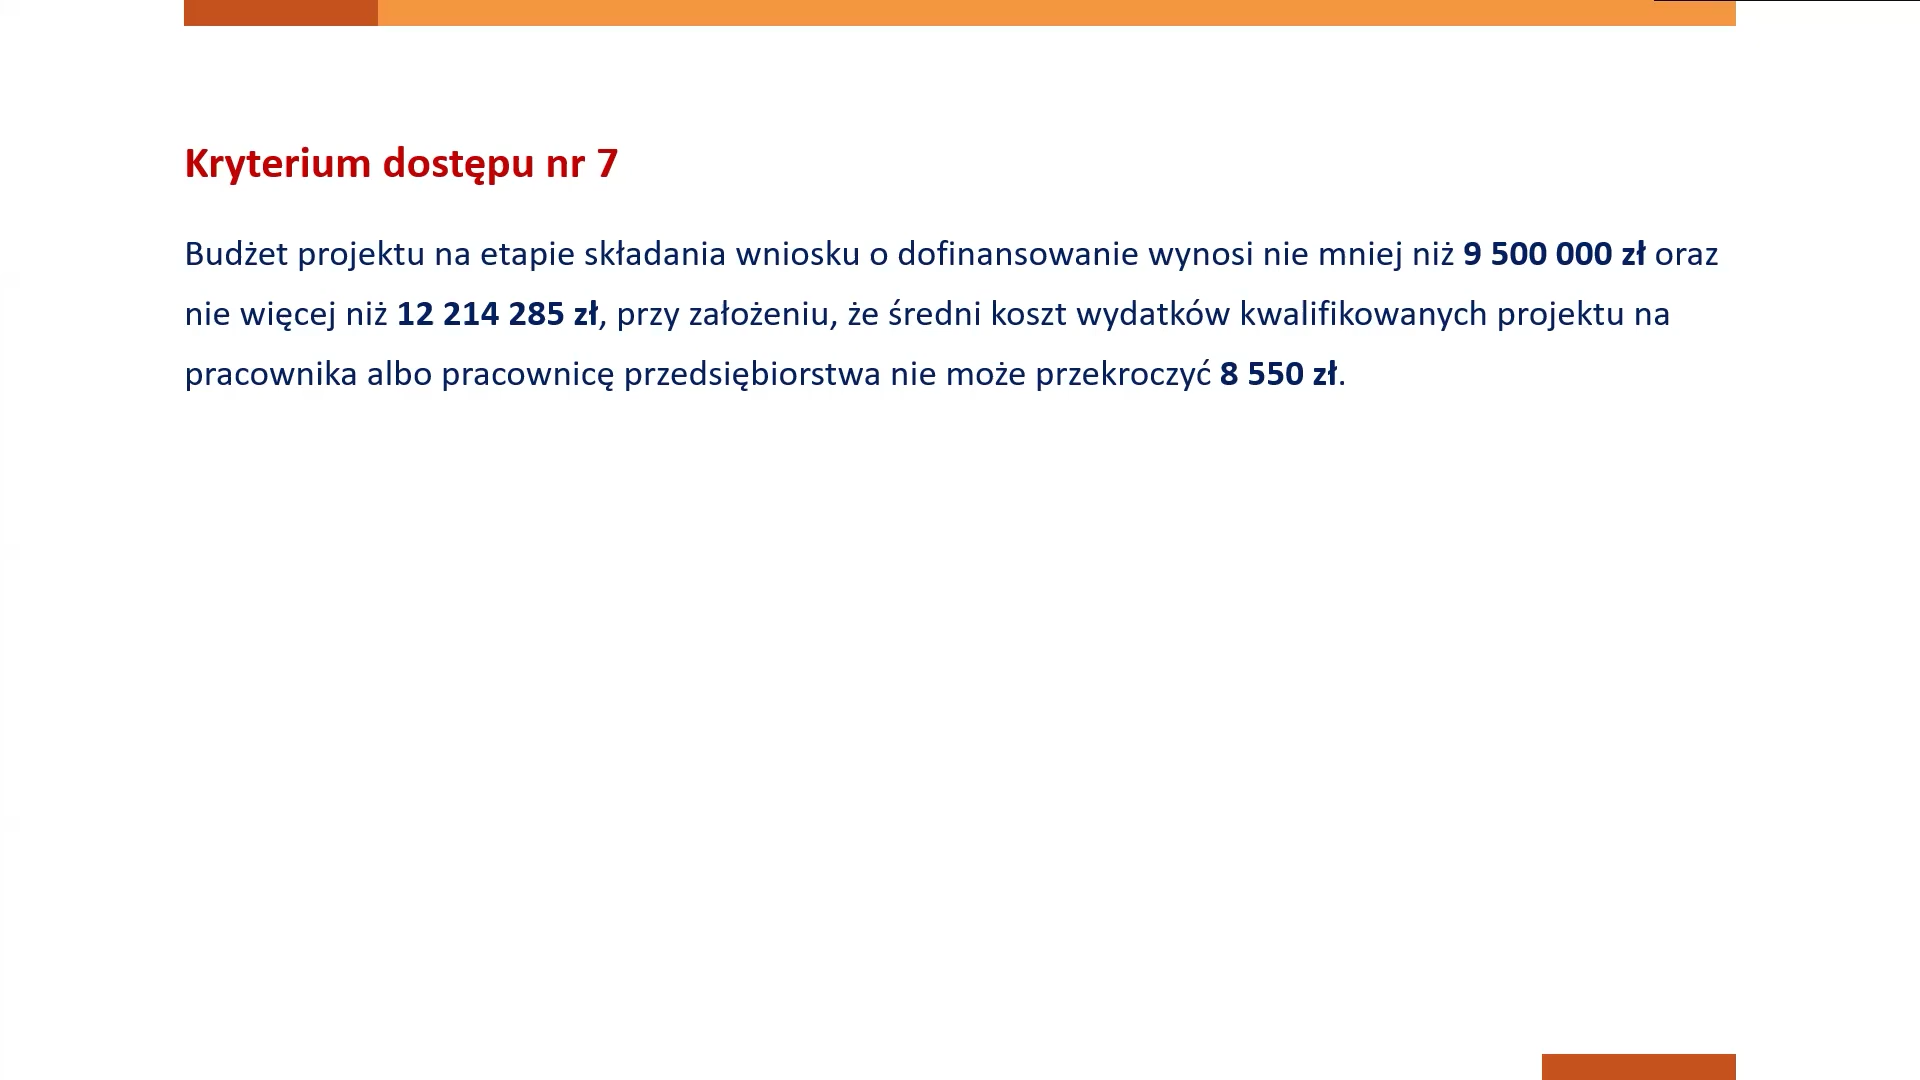 Kryterium dostępu nr 7
Budżet projektu na etapie składania wniosku o dofinansowanie wynosi nie mniej niż 9 500 000 zł oraz
nie więcej niż 12 214 285 zł, przy założeniu, że średni koszt wydatków kwalifikowanych projektu na
pracownika albo pracownicę przedsiębiorstwa nie może przekroczyć 8 550 zł.